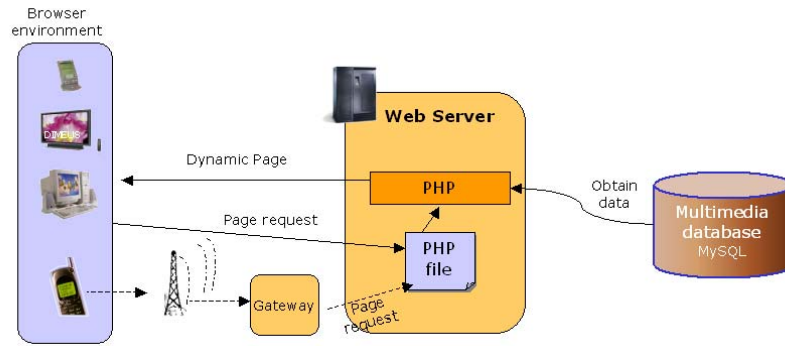 Browser
environment
DIMEUS
Web Server
Dynamic Page
PHP
Obtain
data
Page request
PHP
file
Multimedia
database
MySQL
Gateway
Page
request